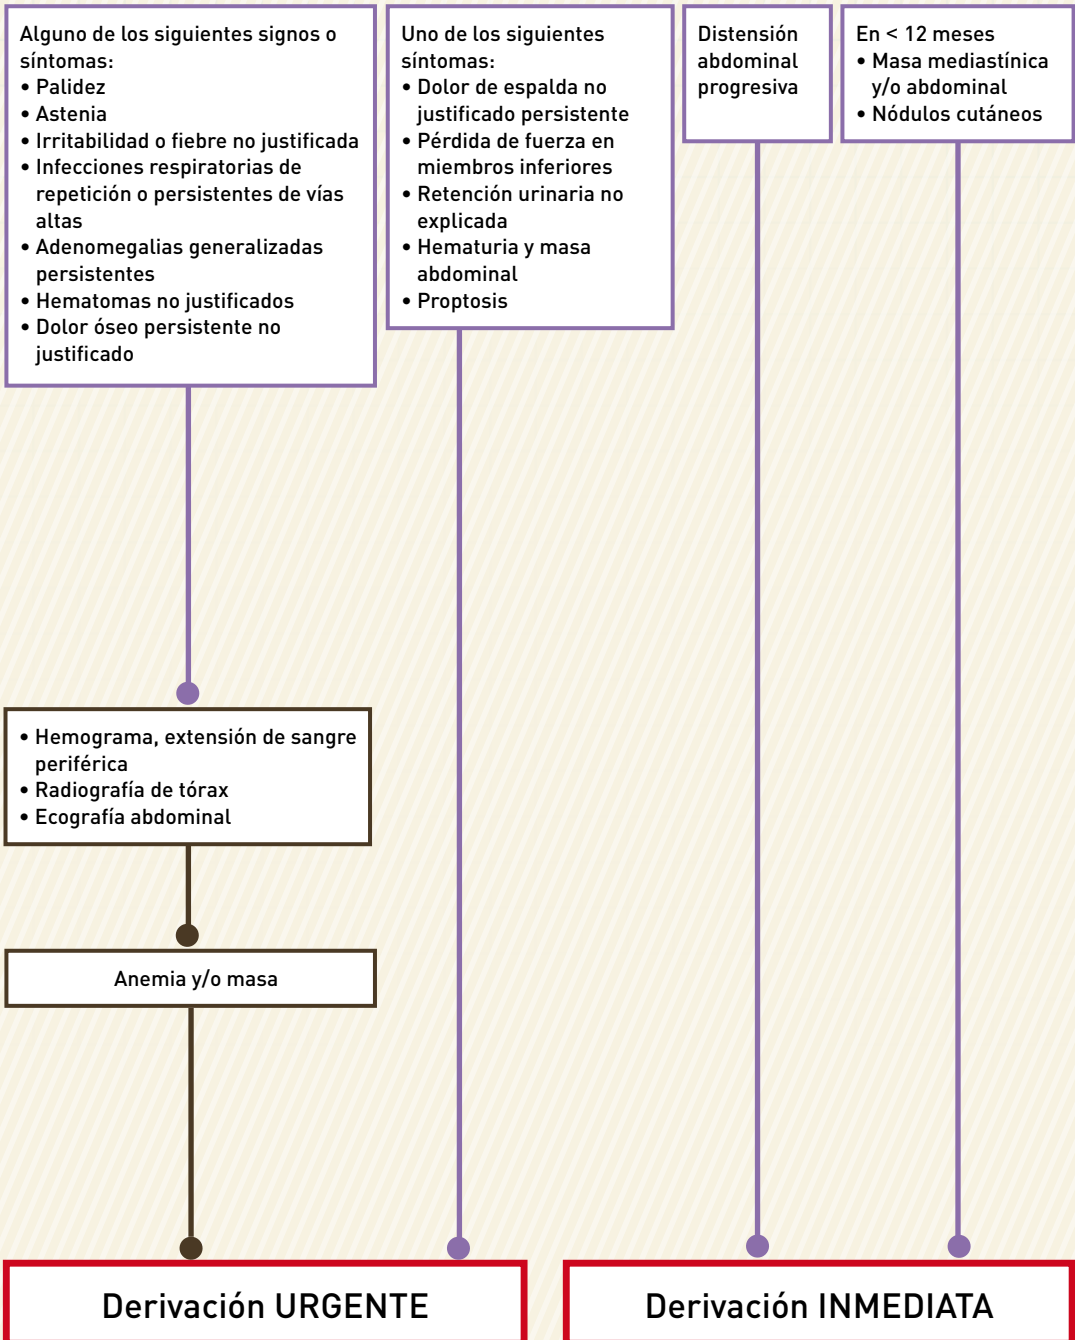 Alguno de los siguientes signos o
síntomas:
• Palidez
• Astenia
• Irritabilidad o fiebre no justificada
• Infecciones respiratorias de
repetición o persistentes de vías
altas
• Adenomegalias generalizadas
persistentes
• Hematomas no justificados
• Dolor óseo persistente no
justificado
Uno de los siguientes
síntomas:
• Dolor de espalda no
justificado persistente
• Pérdida de fuerza en
miembros inferiores
• Retención urinaria no
explicada
• Hematuria y masa
abdominal
• Proptosis
Distensión
abdominal
progresiva
En < 12 meses
• Masa mediastínica
y/o abdominal
• Nódulos cutáneos
• Hemograma, extensión de sangre
periférica
• Radiografía de tórax
• Ecografía abdominal
Anemia y/o masa
Derivación URGENTE
Derivación INMEDIATA